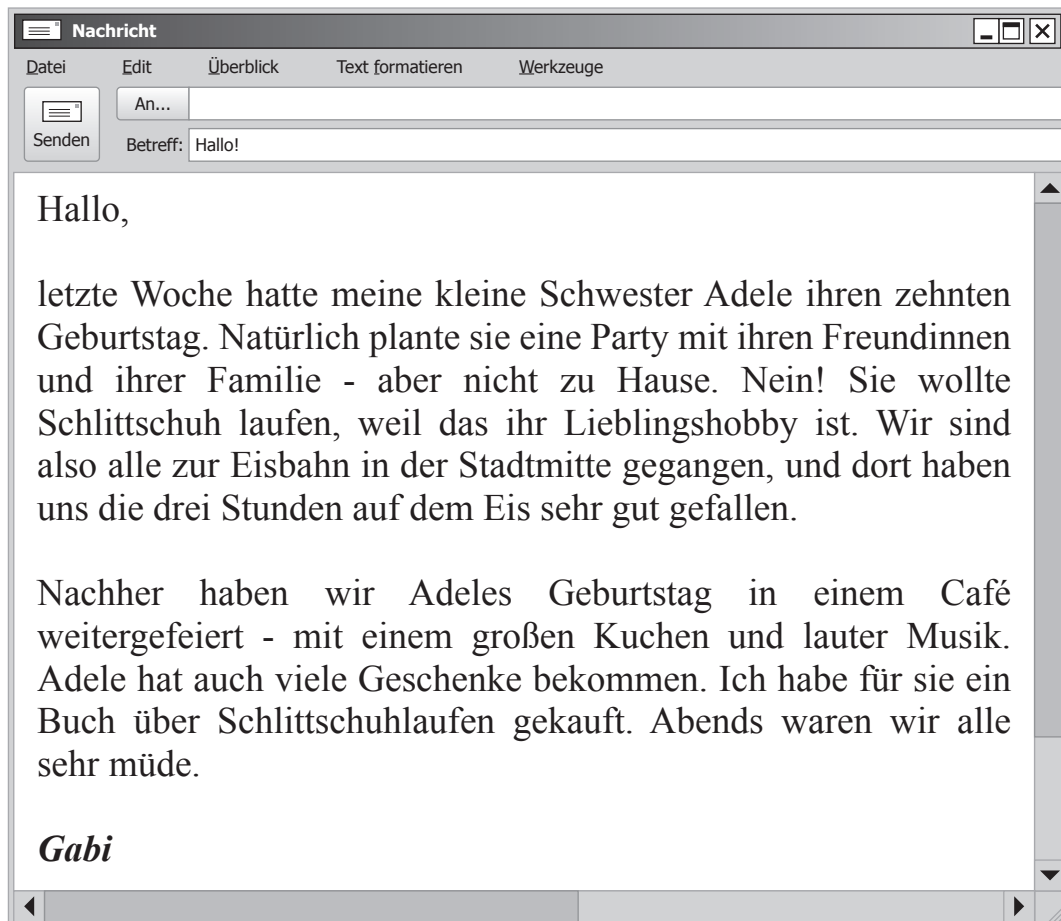 Nachricht
Datei Edit Überblick Text formatieren Werkzeuge
An...
Senden
Betreff: Hallo!
Hallo,
letzte Woche hatte meine kleine Schwester Adele ihren zehnten
Geburtstag. Natürlich plante sie eine Party mit ihren Freundinnen
und ihrer Familie - aber nicht zu Hause. Nein! Sie wollte
Schlittschuh laufen, weil das ihr Lieblingshobby ist. Wir sind
also alle zur Eisbahn in der Stadtmitte gegangen, und dort haben
uns die drei Stunden auf dem Eis sehr gut gefallen.
Nachher haben wir Adeles Geburtstag in einem Café
weitergefeiert - mit einem großen Kuchen und lauter Musik.
Adele hat auch viele Geschenke bekommen. Ich habe für sie ein
Buch über Schlittschuhlaufen gekauft. Abends waren wir alle
sehr müde.
Gabi